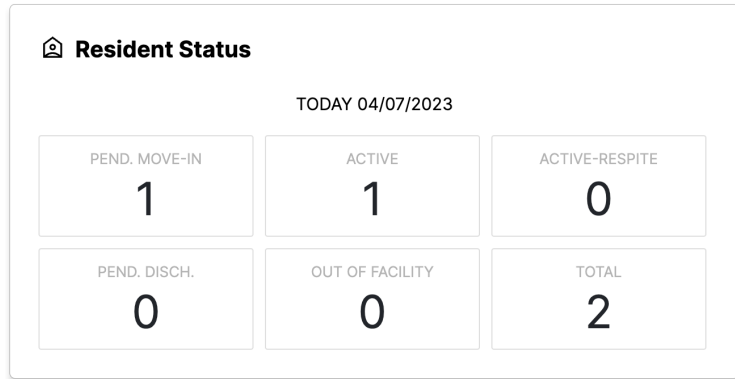 Resident Status
TODAY 04/07/2023
PEND. MOVE-IN
1
ACTIVE
1
ACTIVE-RESPITE
0
PEND. DISCH.
0
OUT OF FACILITY
0
TOTAL
2